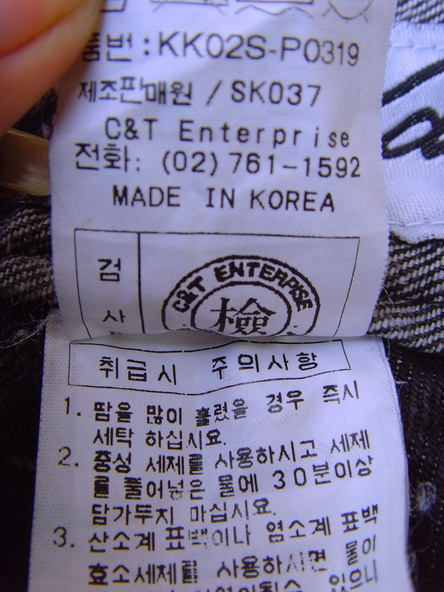 품번:KK02S-P0319
제조판매원/SK037
C&T Enterprise
전화: (02)761-1592
MADE IN KOREA
검
사
C&T ENTERPRISE
檢
취급시 주의사항
1. 땀을 많이 흘렸을 경우 즉시
세탁 하십시요.
2. 중성 세제를 사용하시고 세제
를 풀어넣은 물에 30분이상
담가두지 마십시요.
3. 산소계 표백이나 염소계 표백
효소세제를 사용하시면 물이